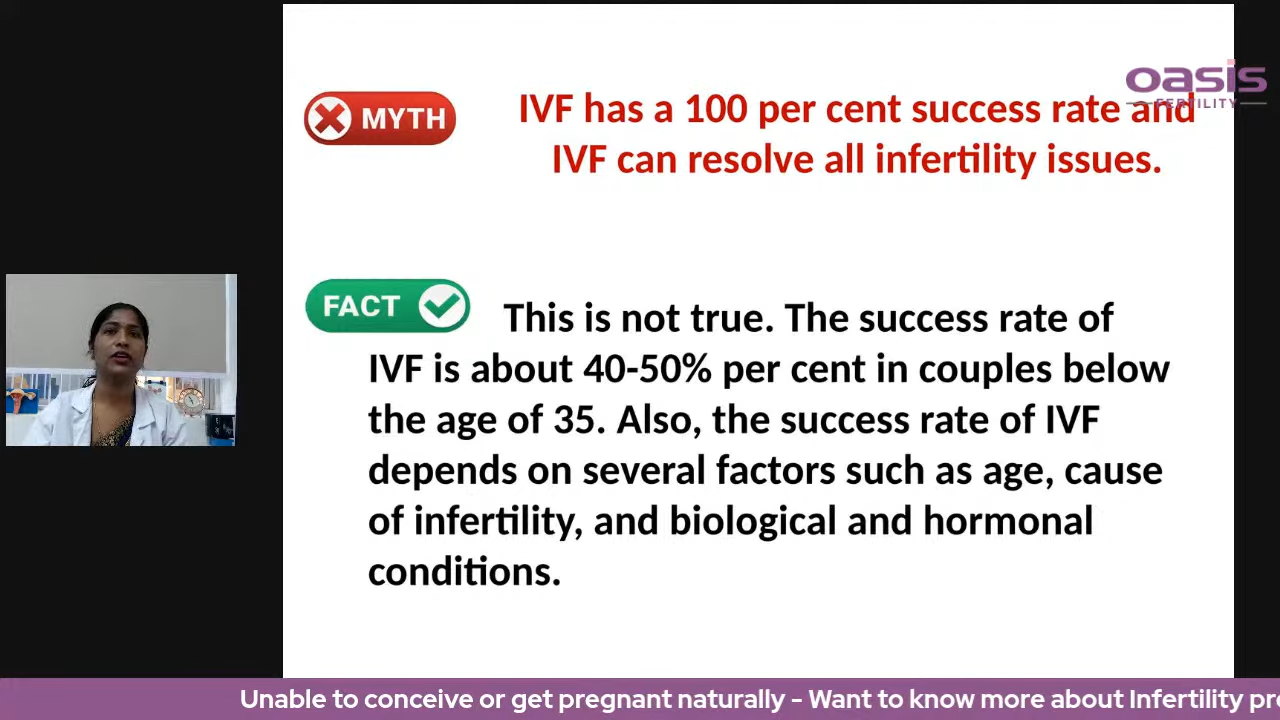 MYTH
IVF has a 100 per cent success rate and
IVF can resolve all infertility issues.
oasis
FERTILITY
FACT
This is not true. The success rate of
IVF is about 40-50% per cent in couples below
the age of 35. Also, the success rate of IVF
depends on several factors such as age, cause
of infertility, and biological and hormonal
conditions.
Unable to conceive or get pregnant naturally - Want to know more about Infertility pr